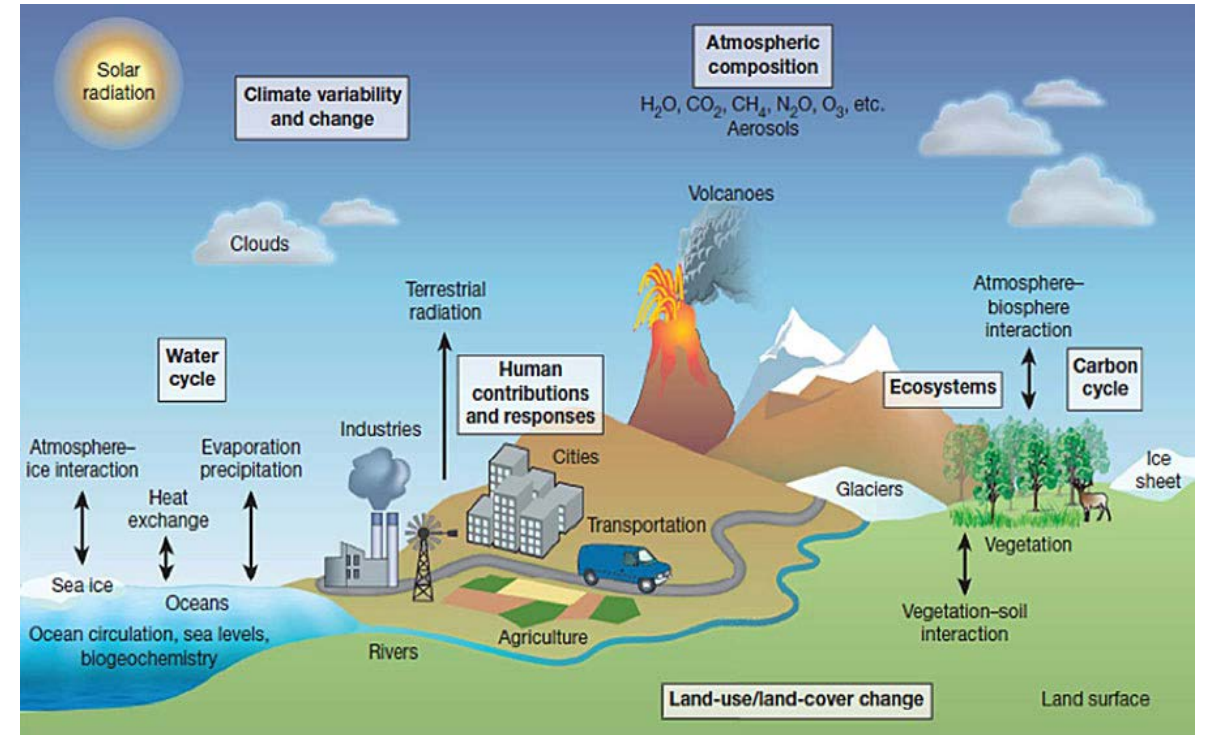 Solar
radiation
Climate variability
and change
Atmospheric
composition
H₂O, CO₂, CH₄, N₂O, O₃, etc.
Aerosols
Volcanoes
Clouds
Terrestrial
radiation
Atmosphere–
biosphere
interaction
Water
cycle
Human
contributions
and responses
Ecosystems
Carbon
cycle
Atmosphere–
ice interaction
Evaporation
precipitation
Heat
exchange
Industries
Cities
Transportation
Glaciers
Ice
sheet
Vegetation
Sea ice
Oceans
Ocean circulation, sea levels,
biogeochemistry
Rivers
Agriculture
Vegetation–soil
interaction
Land-use/land-cover change
Land surface